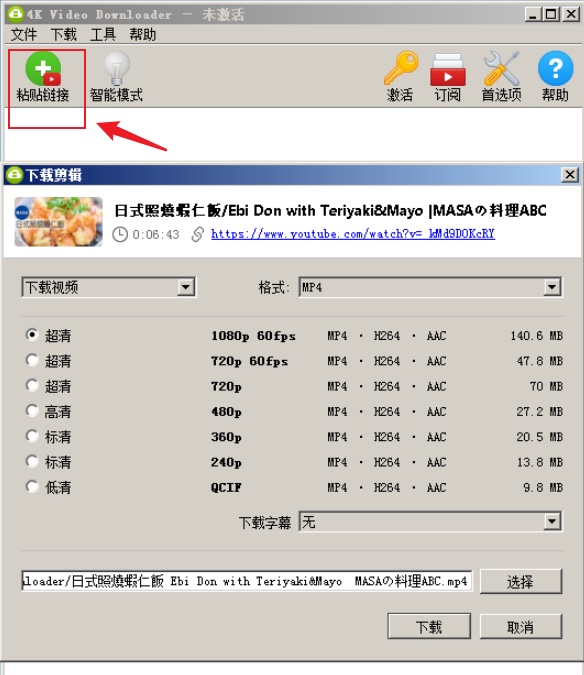 4K Video Downloader - 未激活
文件 下载 工具 帮助
粘贴链接 智能模式 激活 订阅 首选项 帮助
下载剪辑
日式照燒蝦仁飯/Ebi Don with Teriyaki&Mayo |MASAの料理ABC
0:06:43 https://www.youtube.com/watch?v=_kMd9DOKcRY
下载视频 格式: MP4
超清 1080p 60fps MP4 · H264 · AAC 140.6 MB
超清 720p 60fps MP4 · H264 · AAC 47.8 MB
超清 720p MP4 · H264 · AAC 70 MB
高清 480p MP4 · H264 · AAC 27.2 MB
标清 360p MP4 · H264 · AAC 20.5 MB
标清 240p MP4 · H264 · AAC 13.8 MB
低清 QCIF MP4 · H264 · AAC 9.8 MB
下载字幕 无
loader/日式照燒蝦仁飯 Ebi Don with Teriyaki&Mayo MASAの料理ABC.mp4 选择
下载 取消